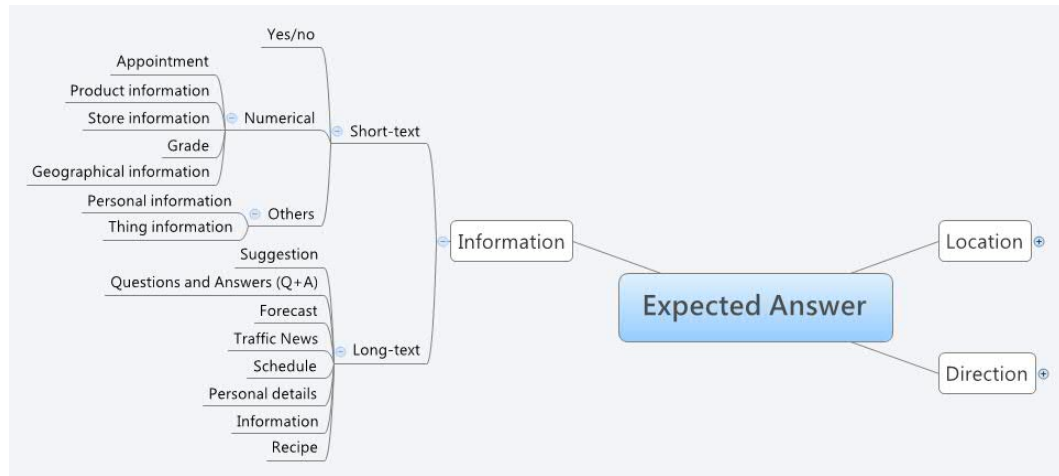 Yes/no
Appointment
Product information
Store information
Numerical
Short-text
Grade
Geographical information
Personal information
Others
Thing information
Information
Location
Suggestion
Questions and Answers (Q+A)
Expected Answer
Forecast
Traffic News
Long-text
Schedule
Direction
Personal details
Information
Recipe